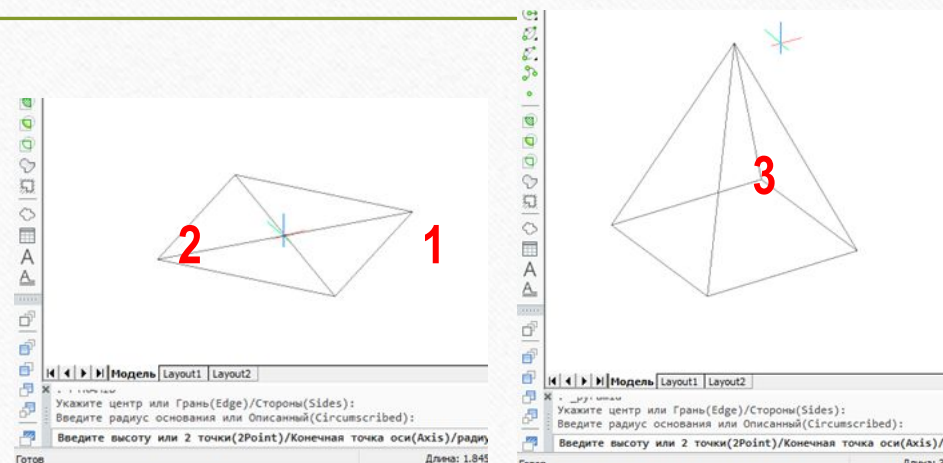 2
1
Модель Layout1 Layout2
Укажите центр или Грань(Edge)/Стороны(Sides):
Введите радиус основания или Описанный(Circumscribed):
Введите высоту или 2 точки(2Point)/Конечная точка оси(Axis)/радиу
Готов
Длина: 1.845
3
Модель Layout1 Layout2
Укажите центр или Грань(Edge)/Стороны(Sides):
Введите радиус основания или Описанный(Circumscribed):
Введите высоту или 2 точки(2Point)/Конечная точка оси(Axis)/